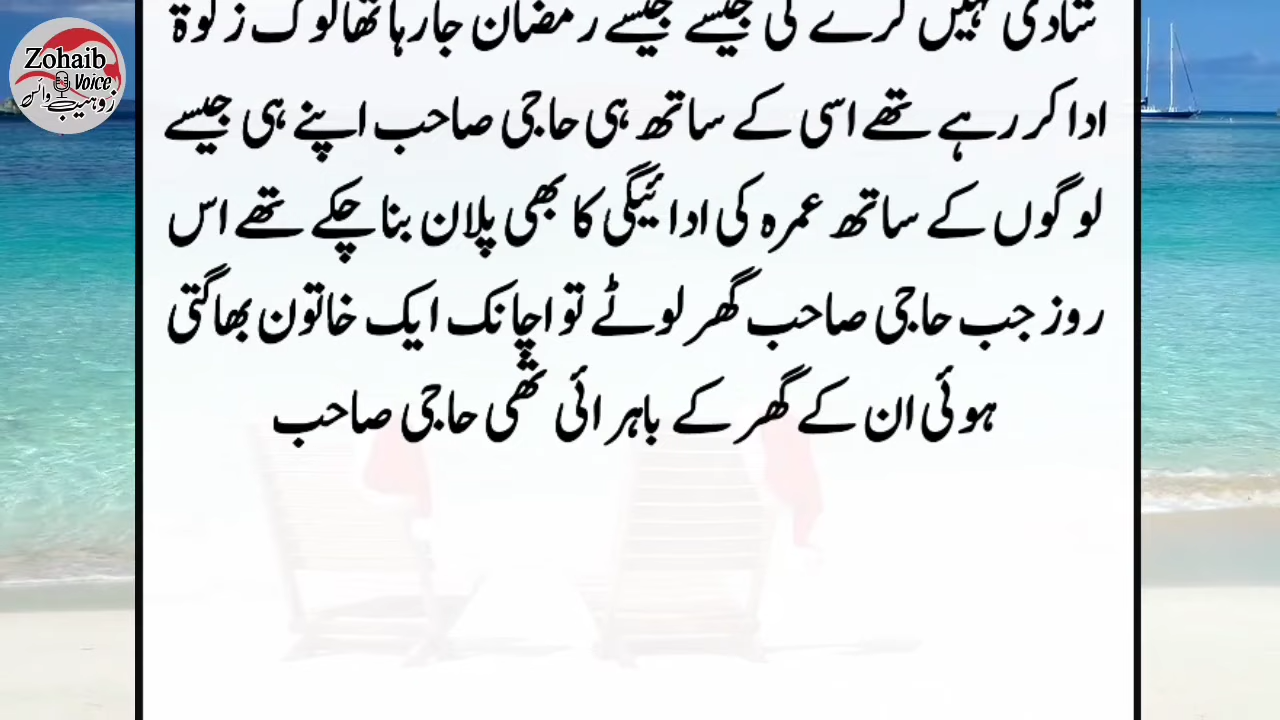 Zohaib
Voice
زوہیب وائس
شادی نہیں کرے گی جیسے جیسے رمضان جارہا تھا لوگ زکوۃ
ادا کر رہے تھے اسی کے ساتھ ہی حاجی صاحب اپنے ہی جیسے
لوگوں کے ساتھ عمرہ کی ادائیگی کا بھی پلان بنا چکے تھے اس
روز جب حاجی صاحب گھر لوٹے تو اچانک ایک خاتون بھاگتی
ہوئی ان کے گھر کے باہر ائی تھی حاجی صاحب